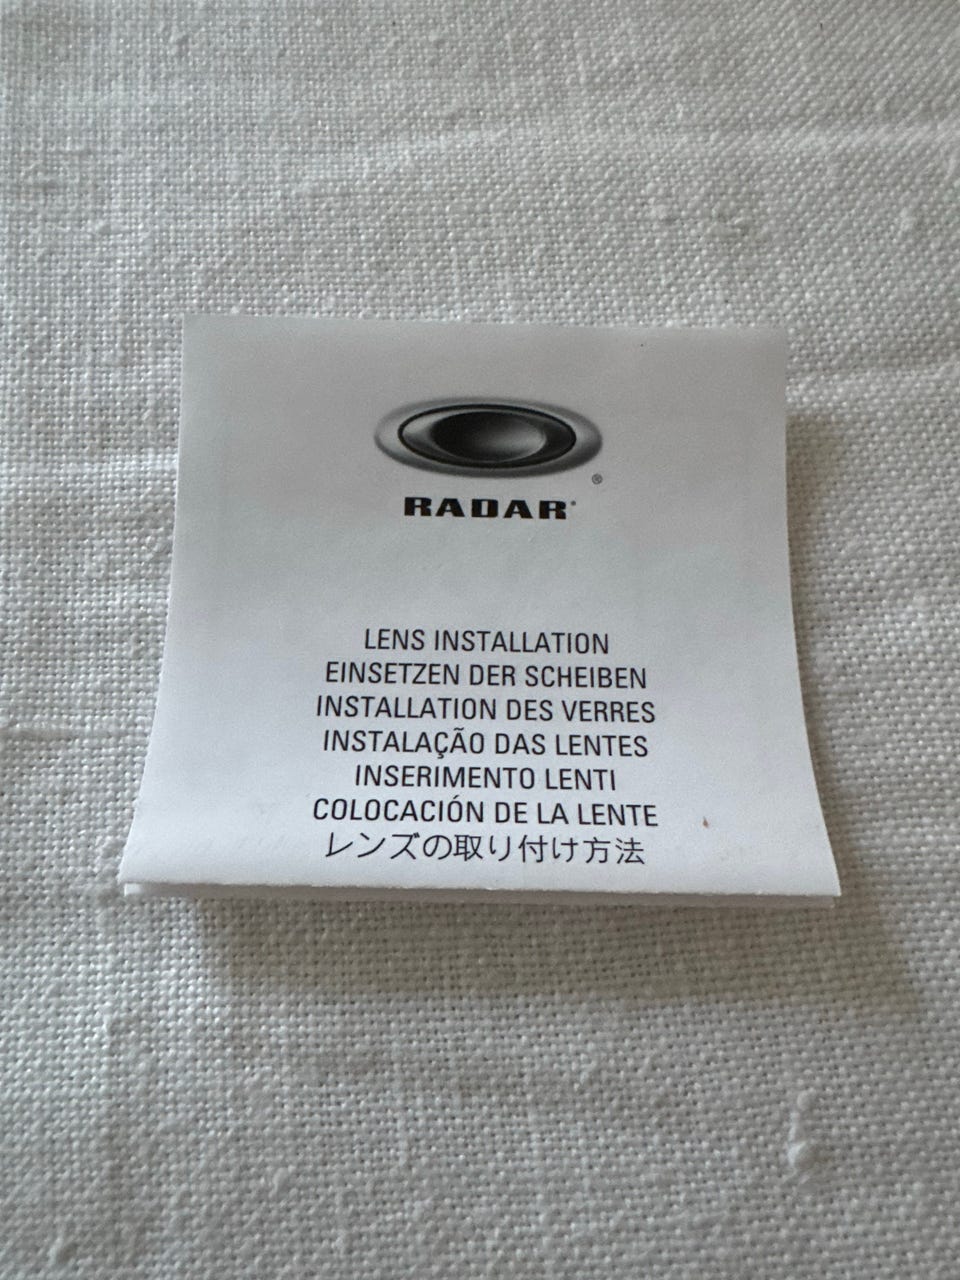 ®
RADAR®
LENS INSTALLATION
EINSETZEN DER SCHEIBEN
INSTALLATION DES VERRES
INSTALAÇÃO DAS LENTES
INSERIMENTO LENTI
COLOCACIÓN DE LA LENTE
レンズの取り付け方法